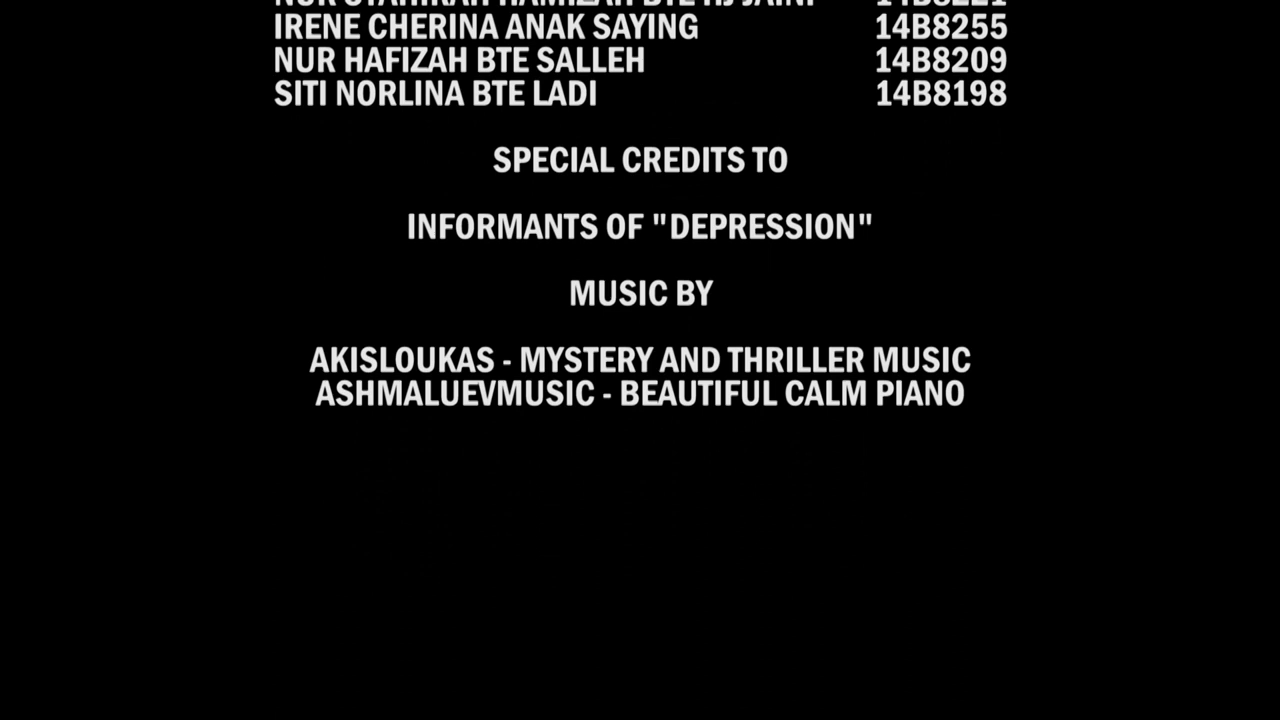 IRENE CHERINA ANAK SAYING 14B8255
NUR HAFIZAH BTE SALLEH 14B8209
SITI NORLINA BTE LADI 14B8198
SPECIAL CREDITS TO
INFORMANTS OF "DEPRESSION"
MUSIC BY
AKISLOUKAS - MYSTERY AND THRILLER MUSIC
ASHMALUEVMUSIC - BEAUTIFUL CALM PIANO